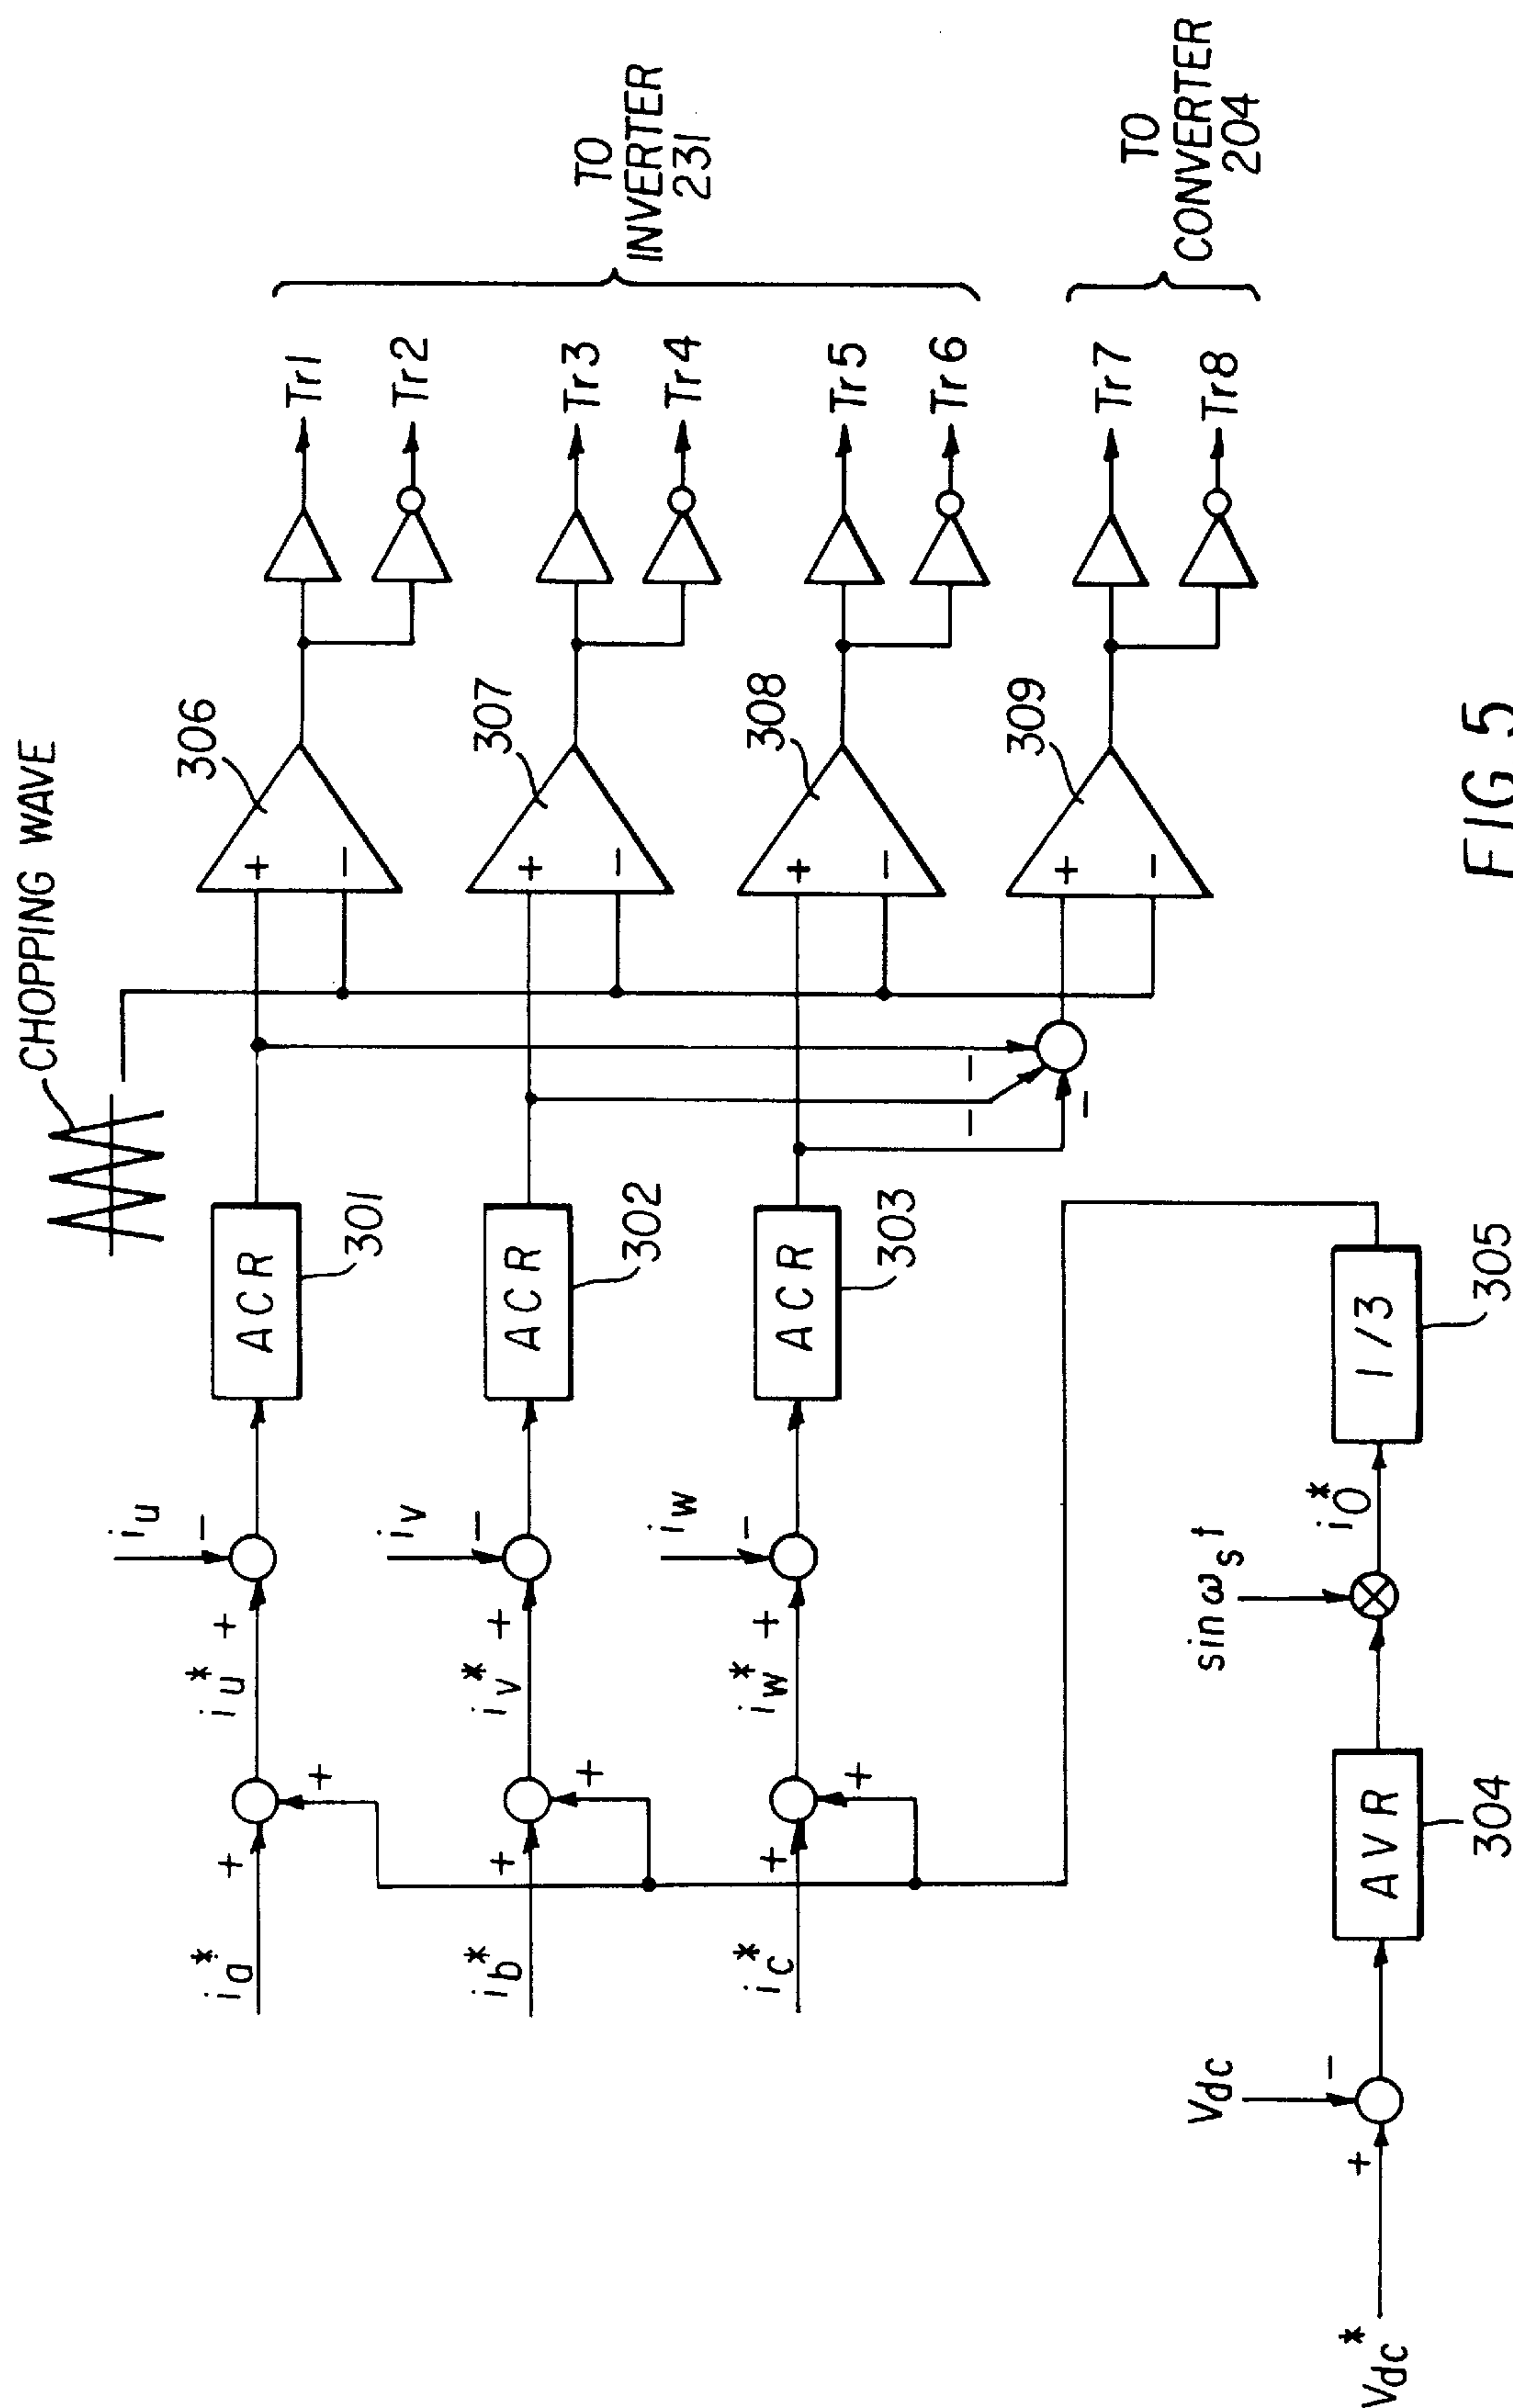 CHOPPING WAVE
i_a*
+
+
i_u*
+
i_u
-
ACR
301
306
+
-
Tr1
Tr2
i_b*
+
+
i_v*
+
i_v
-
ACR
302
307
+
-
Tr3
Tr4
TO
INVERTER
231
i_c*
+
+
i_w*
+
i_w
-
ACR
303
308
+
-
Tr5
Tr6
-
-
-
309
+
-
Tr7
Tr8
TO
CONVERTER
204
Vdc*
+
Vdc
-
AVR
304
sin ω_s t
i_0*
1/3
305
FIG. 5